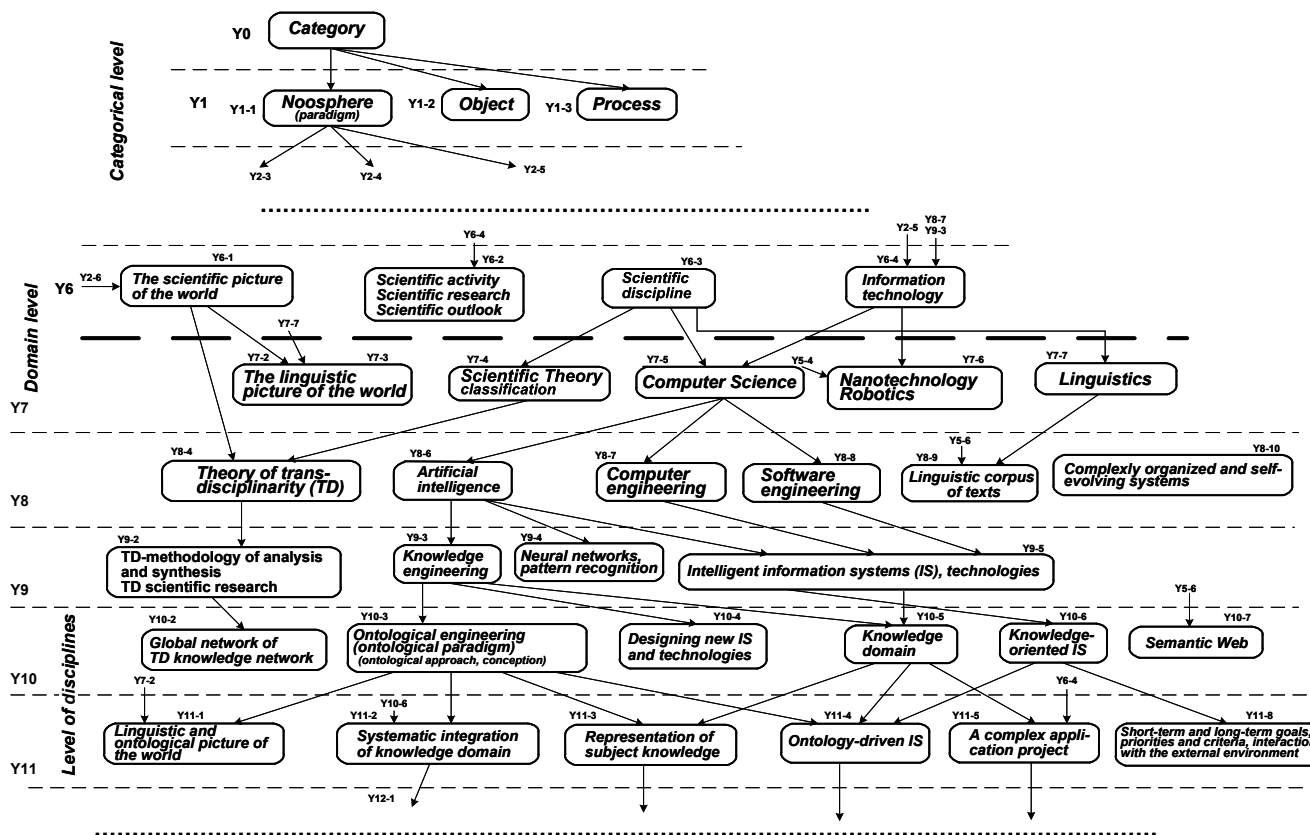 Categorical level
Y0
Category
Y1
Y1-1
Noosphere
(paradigm)
Y1-2
Object
Y1-3
Process
Y2-3
Y2-4
Y2-5
Domain level
Y6
Y2-6
Y6-1
The scientific picture
of the world
Y6-4
Y6-2
Scientific activity
Scientific research
Scientific outlook
Y6-3
Scientific
discipline
Y2-5
Y8-7
Y9-3
Y6-4
Information
technology
Y7
Y7-7
Y7-2
Y7-3
The linguistic
picture of the world
Y7-4
Scientific Theory
classification
Y7-5
Computer Science
Y5-4
Y7-6
Nanotechnology
Robotics
Y7-7
Linguistics
Y8
Y8-4
Theory of trans-
disciplinarity (TD)
Y8-6
Artificial
intelligence
Y8-7
Computer
engineering
Y8-8
Software
engineering
Y5-6
Y8-9
Linguistic corpus
of texts
Y8-10
Complexly organized and self-
evolving systems
Y9
Y9-2
TD-methodology of analysis
and synthesis
TD scientific research
Y9-3
Knowledge
engineering
Y9-4
Neural networks,
pattern recognition
Y9-5
Intelligent information systems (IS), technologies
Level of disciplines
Y10
Y10-2
Global network of
TD knowledge network
Y10-3
Ontological engineering
(ontological paradigm)
(ontological approach, conception)
Y10-4
Designing new IS
and technologies
Y10-5
Knowledge
domain
Y10-6
Knowledge-
oriented IS
Y5-6
Y10-7
Semantic Web
Y11
Y7-2
Y11-1
Linguistic and
ontological picture of the
world
Y10-6
Y11-2
Systematic integration
of knowledge domain
Y11-3
Representation of
subject knowledge
Y11-4
Ontology-driven IS
Y6-4
Y11-5
A complex appli-
cation project
Y11-8
Short-term and long-term goals,
priorities and criteria, interaction
with the external environment
Y12-1